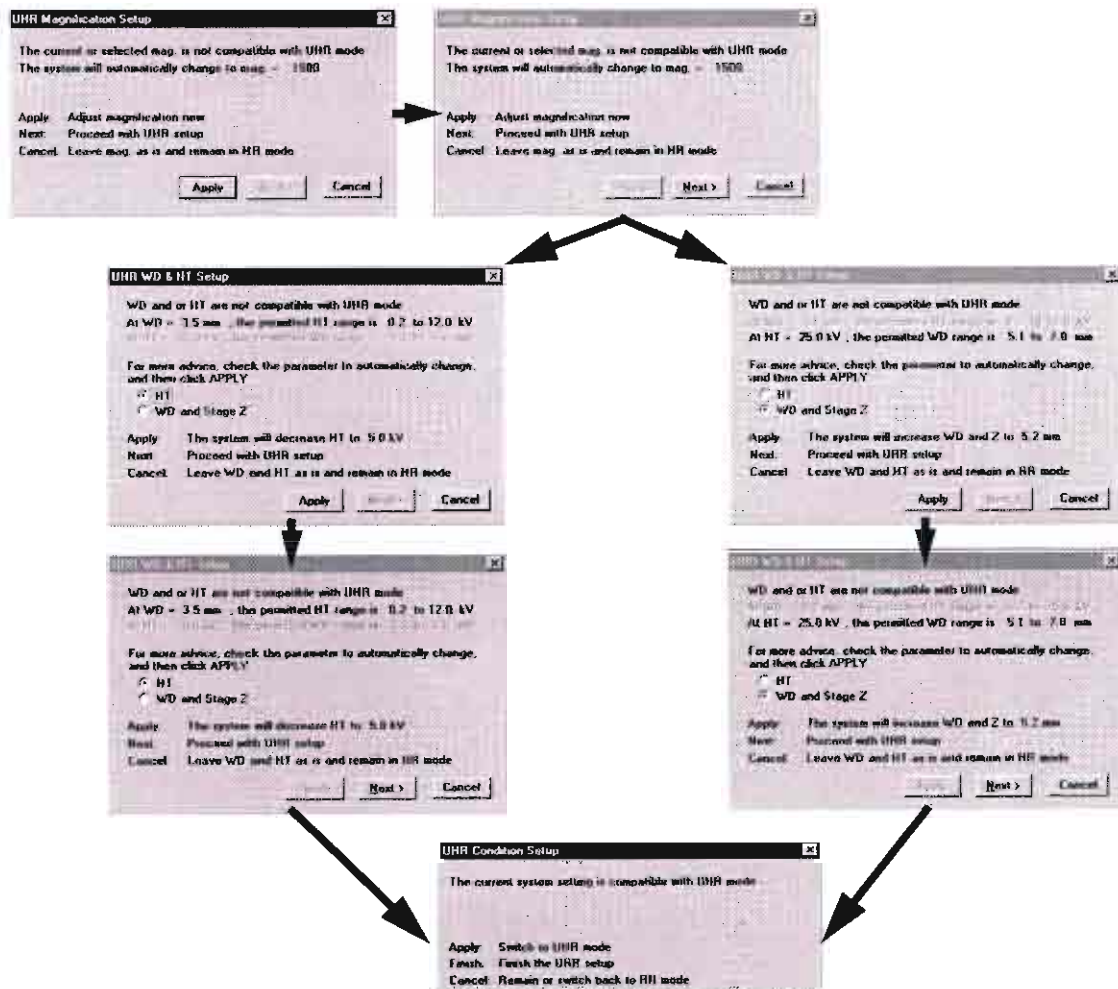 UHR Magnification Setup
The current or selected mag. is not compatible with UHR mode
The system will automatically change to mag. = 1500
Apply Adjust magnification now
Next Proceed with UHR setup
Cancel Leave mag. as is and remain in HR mode
Apply Cancel
The current or selected mag. is not compatible with UHR mode
The system will automatically change to mag. = 1500
Apply Adjust magnification now
Next Proceed with UHR setup
Cancel Leave mag. as is and remain in HR mode
Next > Cancel
UHR WD & HT Setup
WD and or HT are not compatible with UHR mode
At WD = 3.5 mm , the permitted HT range is 0.2 to 12.0 kV
For more advice, check the parameter to automatically change,
and then click APPLY
HT
WD and Stage Z
Apply The system will decrease HT to 5.0 kV
Next Proceed with UHR setup
Cancel Leave WD and HT as is and remain in HR mode
Apply Cancel
UHR WD & HT Setup
WD and or HT are not compatible with UHR mode
At HT = 25.0 kV , the permitted WD range is 5.1 to 7.0 mm
For more advice, check the parameter to automatically change,
and then click APPLY
HT
WD and Stage Z
Apply The system will increase WD and Z to 5.2 mm
Next Proceed with UHR setup
Cancel Leave WD and HT as is and remain in HR mode
Apply Cancel
WD and or HT are not compatible with UHR mode
At WD = 3.5 mm , the permitted HT range is 0.2 to 12.0 kV
For more advice, check the parameter to automatically change,
and then click APPLY
HT
WD and Stage Z
Apply The system will decrease HT to 5.0 kV
Next Proceed with UHR setup
Cancel Leave WD and HT as is and remain in HR mode
Next > Cancel
WD and or HT are not compatible with UHR mode
At HT = 25.0 kV , the permitted WD range is 5.1 to 7.0 mm
For more advice, check the parameter to automatically change,
and then click APPLY
HT
WD and Stage Z
Apply The system will increase WD and Z to 5.2 mm
Next Proceed with UHR setup
Cancel Leave WD and HT as is and remain in HR mode
Next > Cancel
UHR Condition Setup
The current system setting is compatible with UHR mode
Apply Switch to UHR mode
Finish. Finish the UHR setup
Cancel Remain or switch back to HR mode